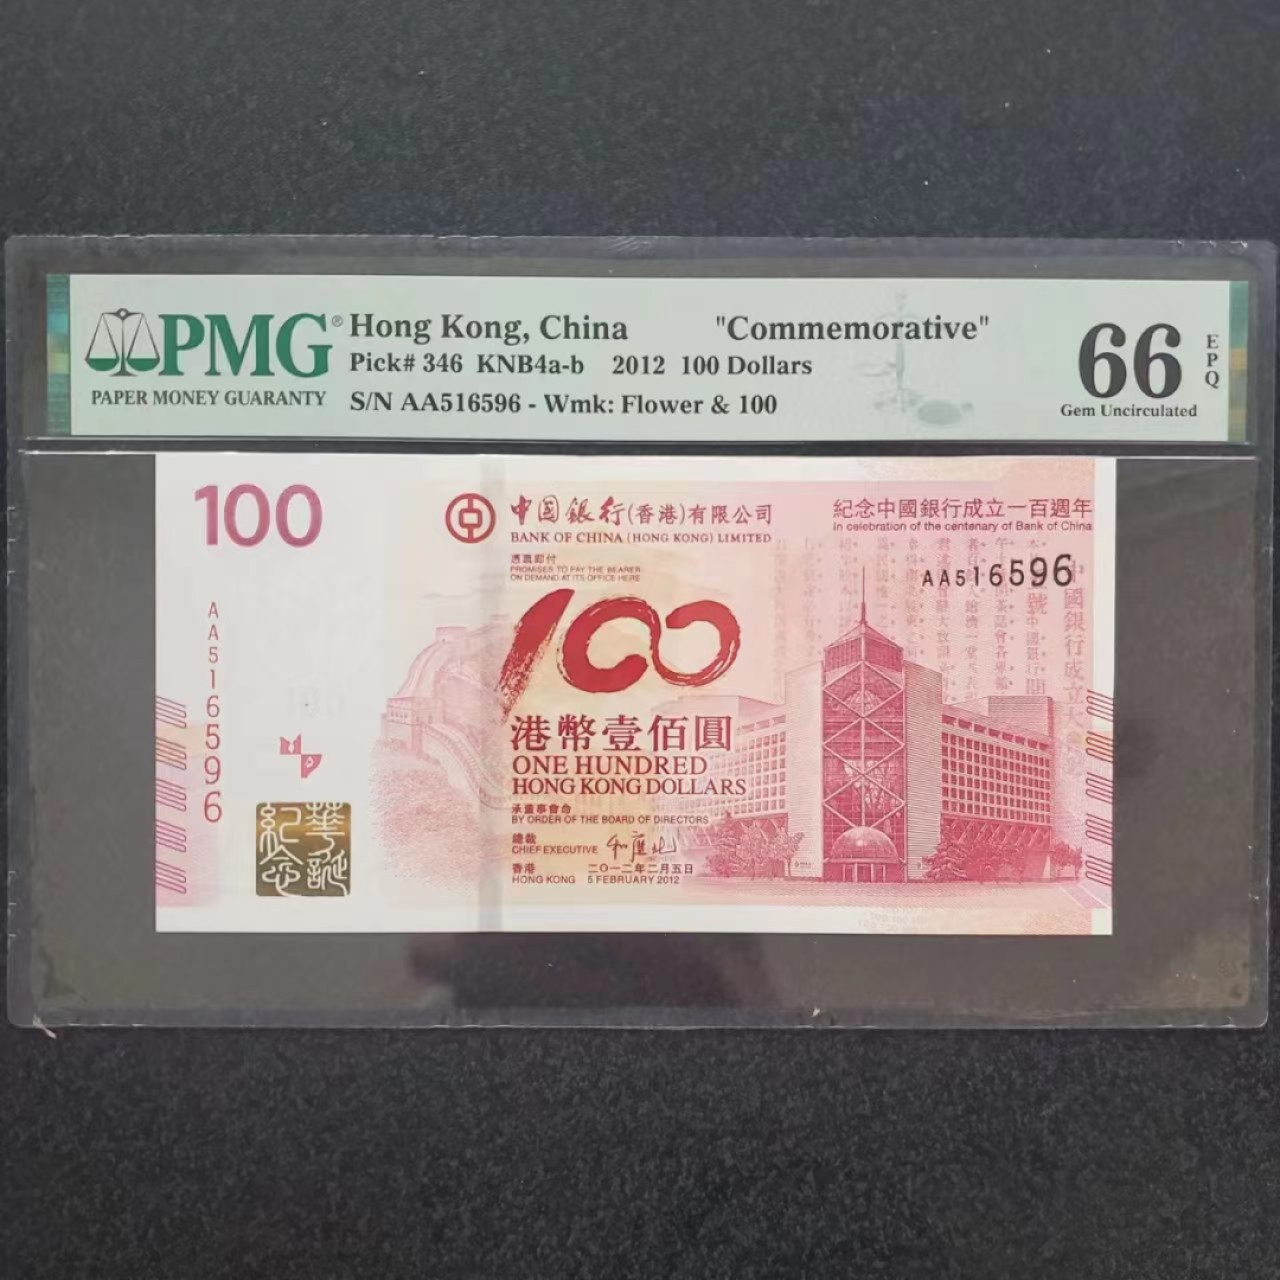 PMG®
PAPER MONEY GUARANTY
Hong Kong, China "Commemorative"
Pick# 346 KNB4a-b 2012 100 Dollars
S/N AA516596 - Wmk: Flower & 100
66
EPQ
Gem Uncirculated
100
中国銀行(香港)有限公司
BANK OF CHINA (HONG KONG) LIMITED
紀念中國銀行成立一百週年
In celebration of the centenary of Bank of China
憑票即付
PROMISES TO PAY THE BEARER
ON DEMAND AT ITS OFFICE HERE
AA516596
AA516596
100
港幣壹佰圓
ONE HUNDRED
HONG KONG DOLLARS
承董事會命
BY ORDER OF THE BOARD OF DIRECTORS
總裁
CHIEF EXECUTIVE
香港 二〇一二年二月五日
HONG KONG 5 FEBRUARY 2012
華誕
紀念